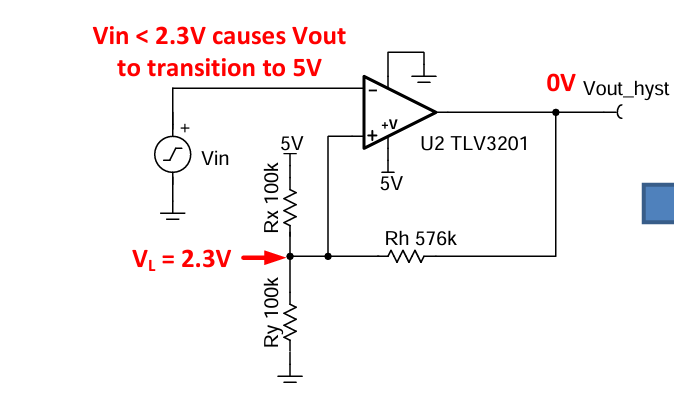 Vin < 2.3V causes Vout
to transition to 5V
0V Vout_hyst
−
+
+V
U2 TLV3201
+
Vin
5V
5V
Rx 100k
Rh 576k
VL = 2.3V
Ry 100k